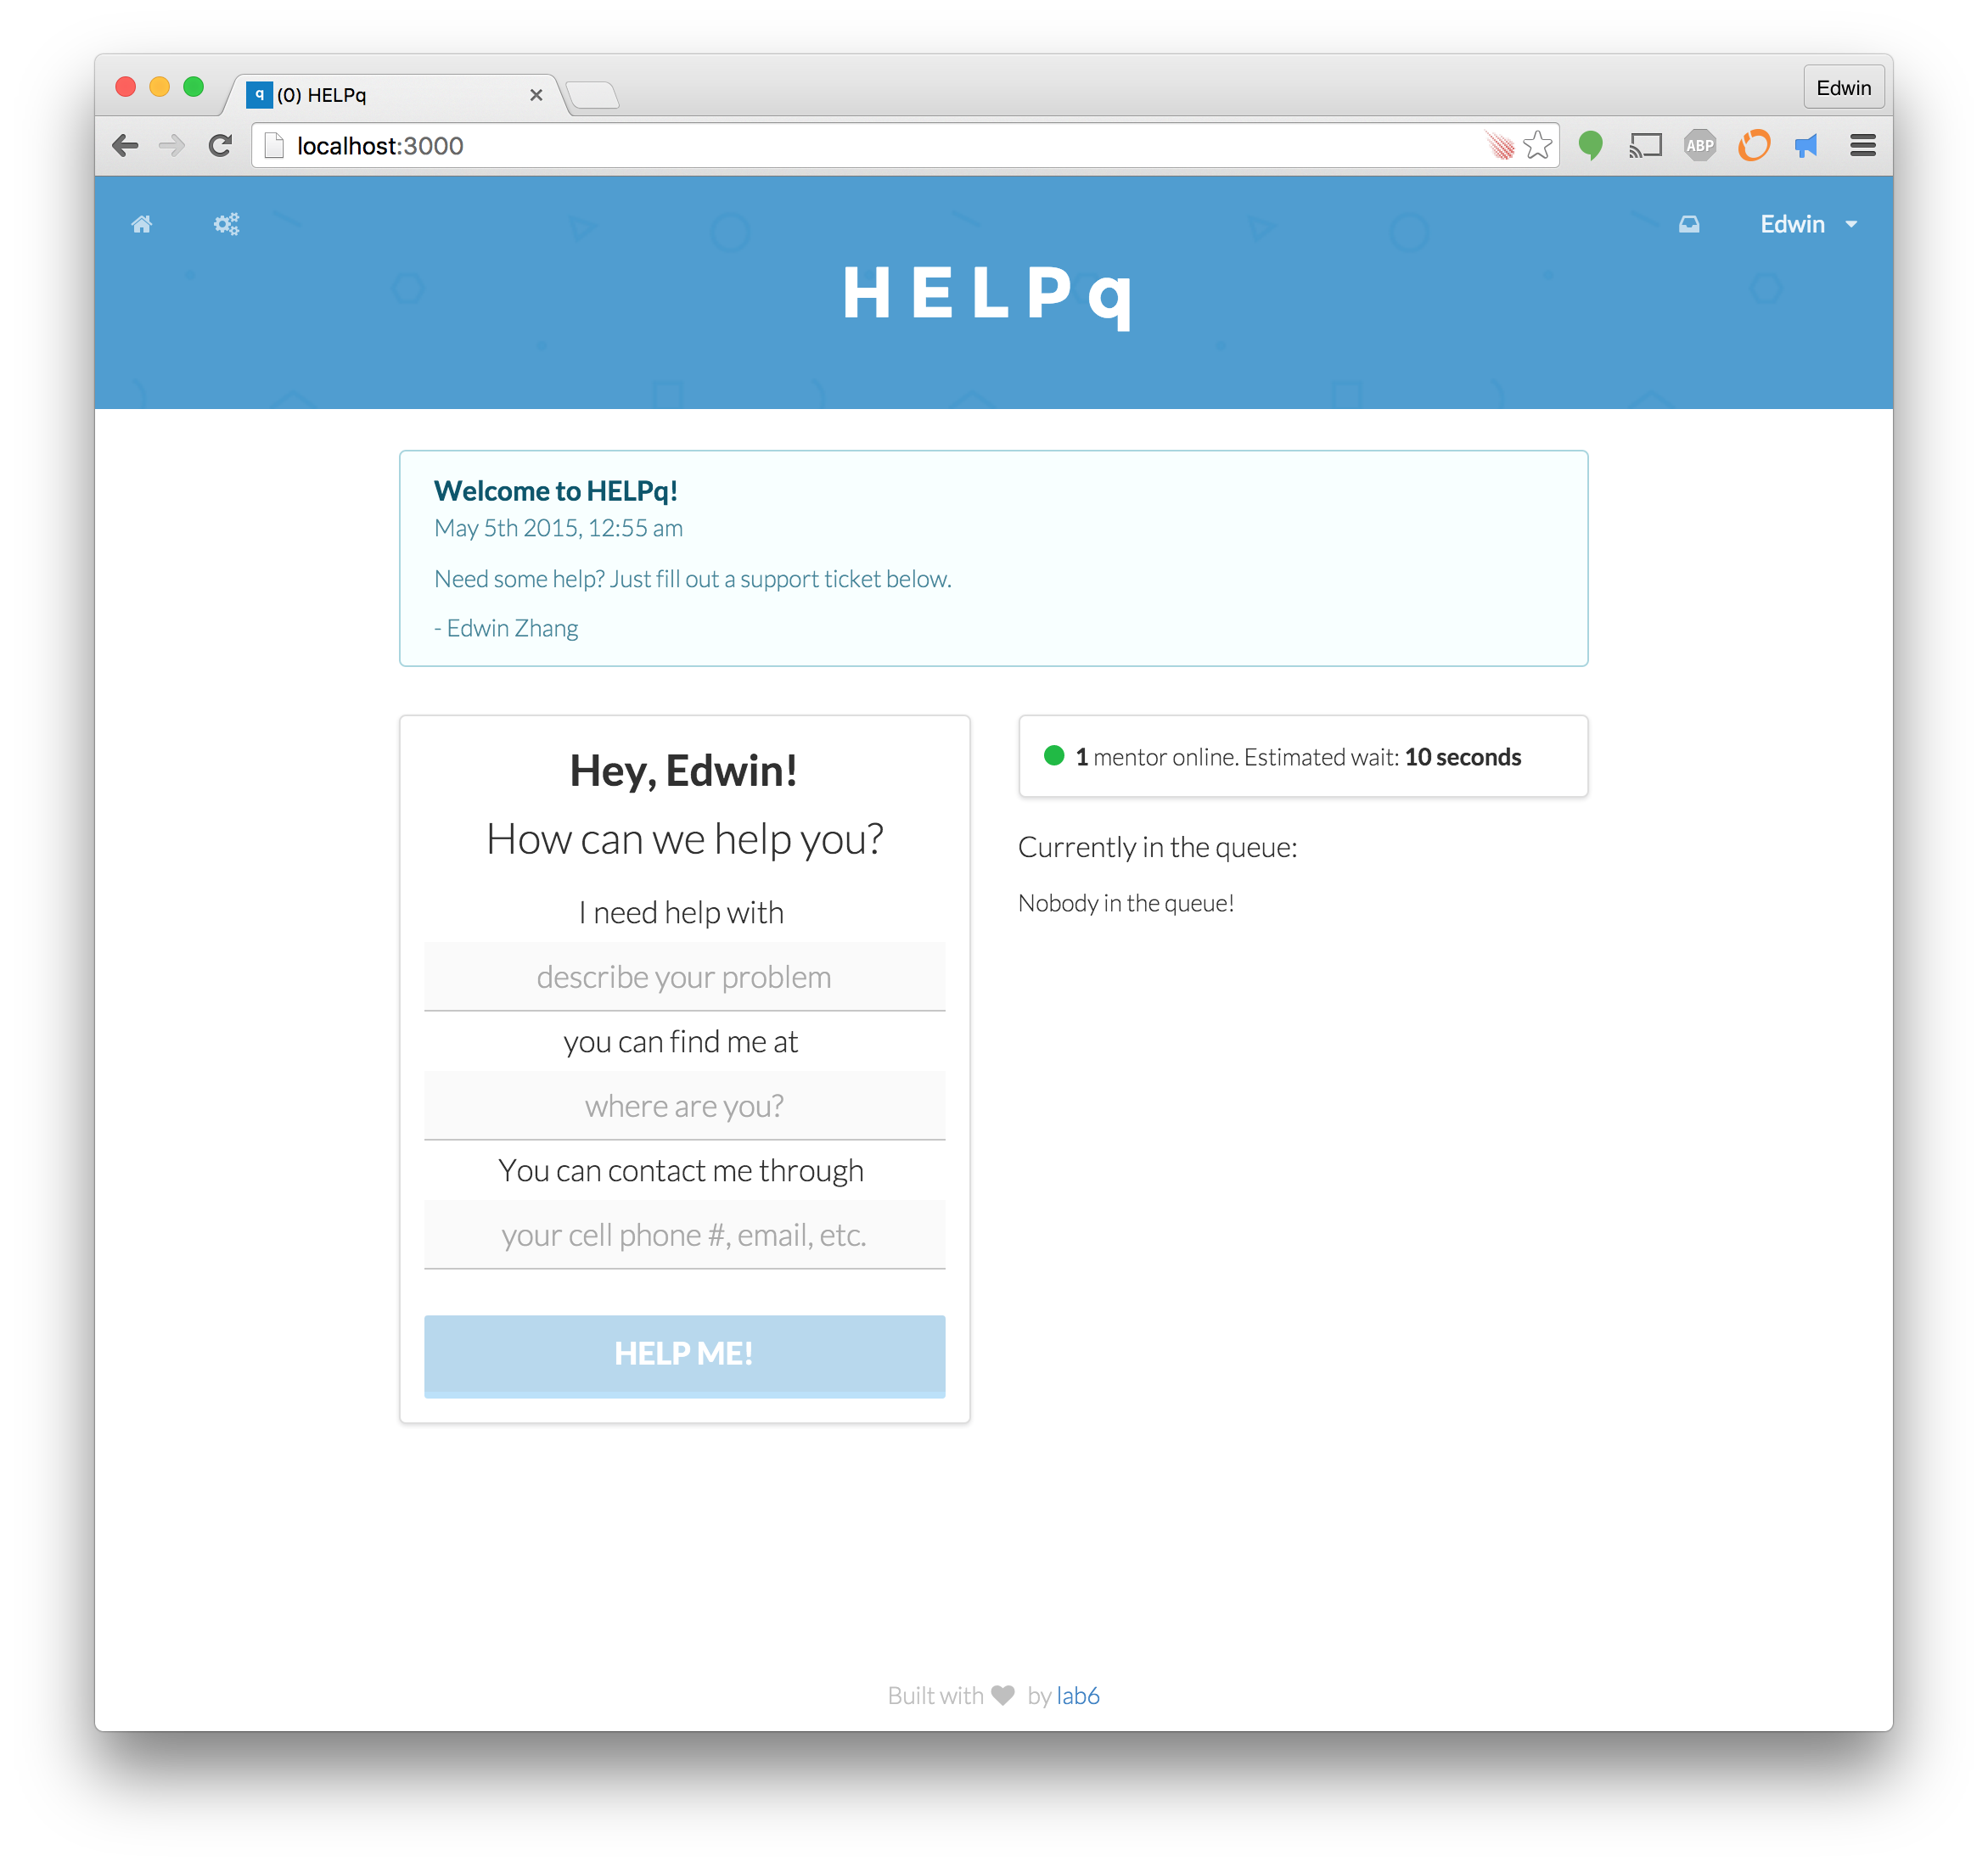 q (0) HELPq
Edwin
localhost:3000
ABP
Edwin
HELPq
Welcome to HELPq!
May 5th 2015, 12:55 am
Need some help? Just fill out a support ticket below.
- Edwin Zhang
Hey, Edwin!
How can we help you?
I need help with
describe your problem
you can find me at
where are you?
You can contact me through
your cell phone #, email, etc.
HELP ME!
1 mentor online. Estimated wait: 10 seconds
Currently in the queue:
Nobody in the queue!
Built with by lab6